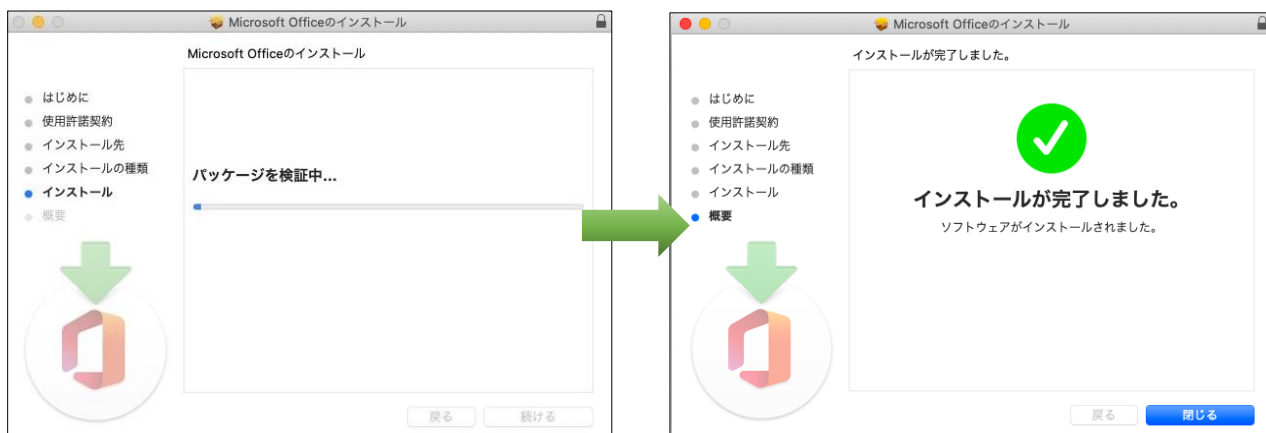 Microsoft Officeのインストール
Microsoft Officeのインストール
はじめに
使用許諾契約
インストール先
インストールの種類
インストール
概要
パッケージを検証中...
戻る
続ける
Microsoft Officeのインストール
インストールが完了しました。
はじめに
使用許諾契約
インストール先
インストールの種類
インストール
概要
インストールが完了しました。
ソフトウェアがインストールされました。
戻る
閉じる